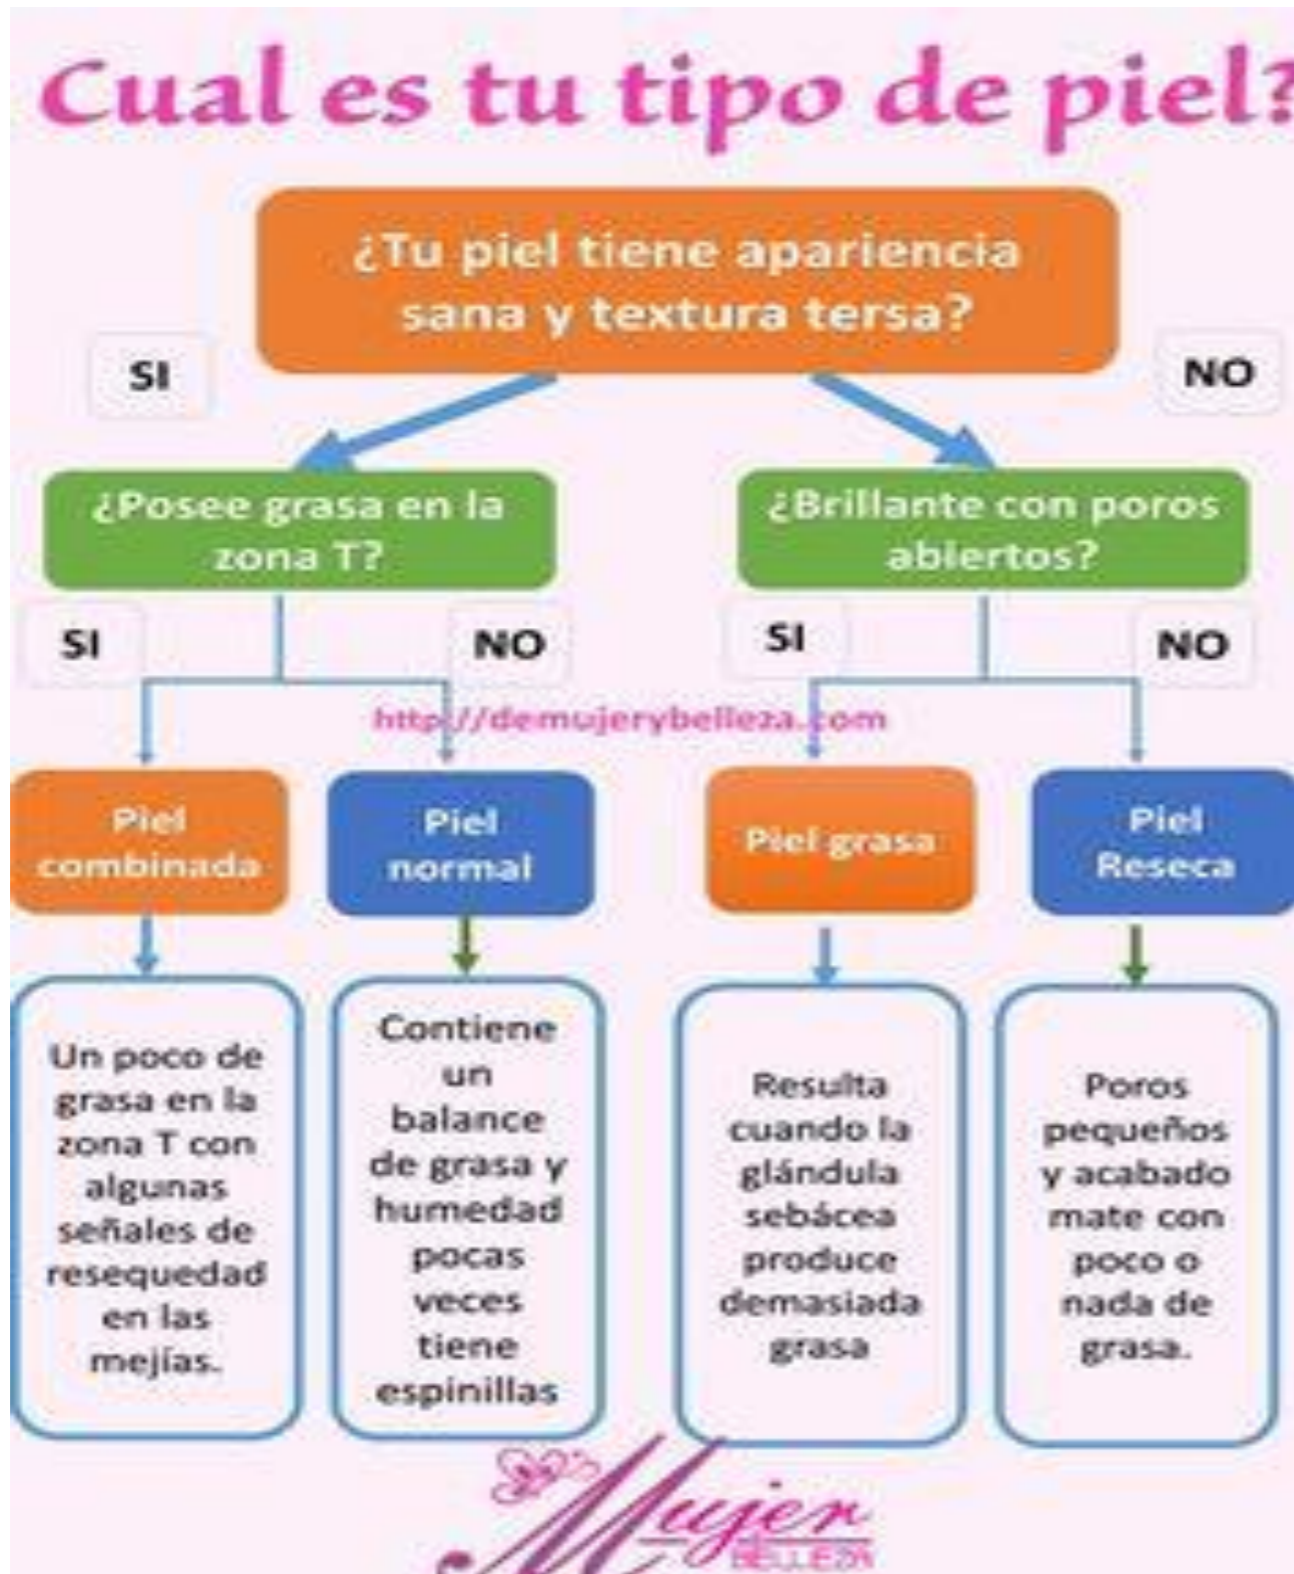 Cual es tu tipo de piel?
¿Tu piel tiene apariencia
sana y textura tersa?
SI
NO
¿Posee grasa en la
zona T?
¿Brillante con poros
abiertos?
SI
NO
SI
NO
http://demujerybelleza.com
Piel
combinada
Piel
normal
Piel grasa
Piel
Reseca
Un poco de
grasa en la
zona T con
algunas
señales de
resequedad
en las
mejías.
Contiene
un
balance
de grasa y
humedad
pocas
veces
tiene
espinillas
Resulta
cuando la
glándula
sebácea
produce
demasiada
grasa
Poros
pequeños
y acabado
mate con
poco o
nada de
grasa.
Mujer
BELLEZA